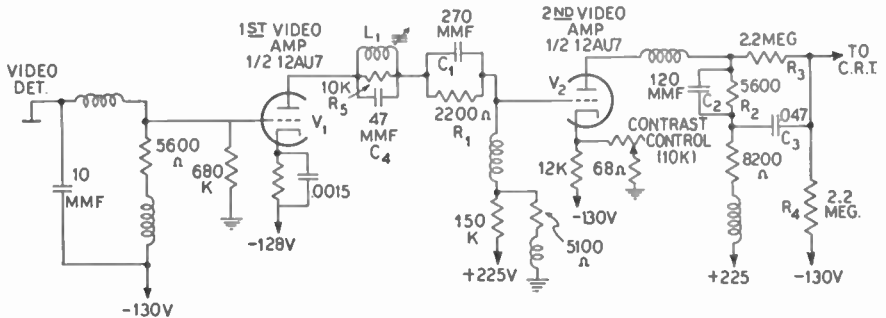 VIDEO
DET.
10
MMF
5600
Ω
-130V
680
K
1ST VIDEO
AMP
1/2 12AU7
V1
.0015
-128V
L1
10K
R5
47
MMF
C4
270
MMF
C1
2200Ω
R1
150
K
+225V
5100
Ω
2ND VIDEO
AMP
1/2 12AU7
V2
12K
-130V
68Ω
CONTRAST
CONTROL
(10K)
120
MMF
C2
5600
R2
2.2MEG
R3
TO
C.R.T.
.047
C3
8200
Ω
+225
R4
2.2
MEG.
-130V